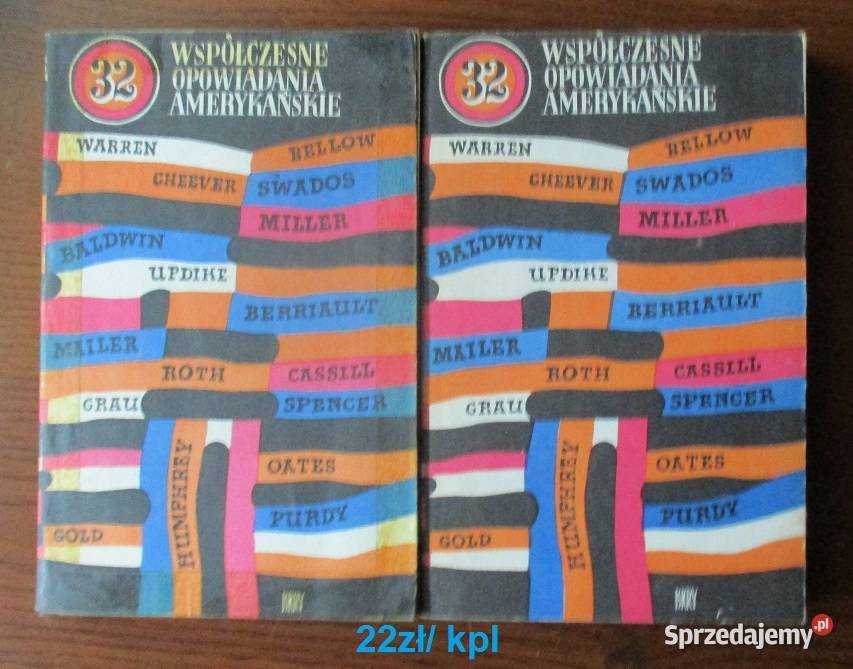 32
WSPÓŁCZESNE
OPOWIADANIA
AMERYKAŃSKIE
WARREN
BELLOW
CHEEVER
SWADOS
MILLER
BALDWIN
UPDIKE
BERRIAULT
MAILER
ROTH
CASSILL
GRAU
SPENCER
HUMPHREY
OATES
PURDY
GOLD
ISKRY
32
WSPÓŁCZESNE
OPOWIADANIA
AMERYKAŃSKIE
WARREN
BELLOW
CHEEVER
SWADOS
MILLER
BALDWIN
UPDIKE
BERRIAULT
MAILER
ROTH
CASSILL
GRAU
SPENCER
HUMPHREY
OATES
PURDY
GOLD
ISKRY
22zł/ kpl
Sprzedajemy.pl